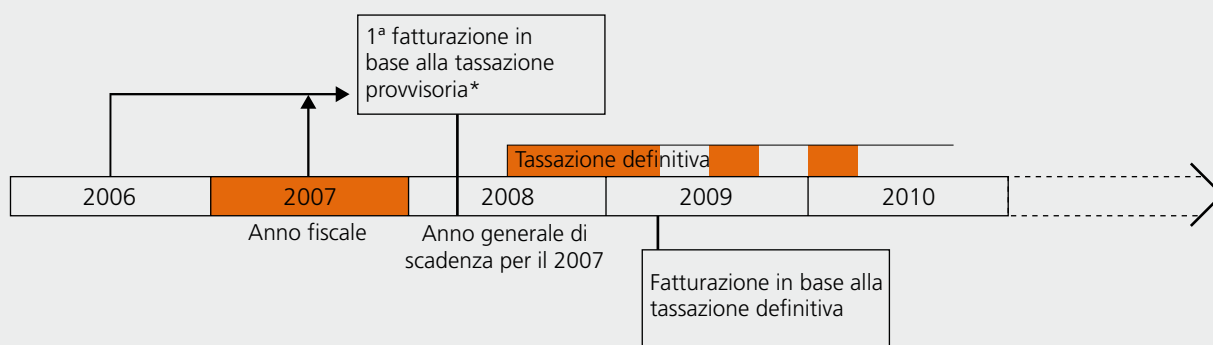 1ª fatturazione in
base alla tassazione
provvisoria*
Tassazione definitiva
2006
2007
2008
2009
2010
Anno fiscale
Anno generale di
scadenza per il 2007
Fatturazione in base alla
tassazione definitiva